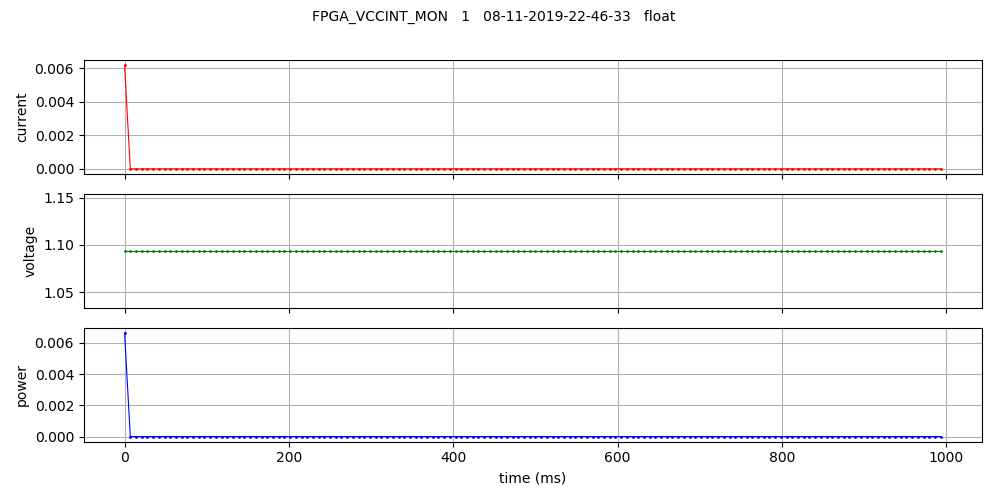 FPGA_VCCINT_MON 1 08-11-2019-22-46-33 float
0.006
0.004
0.002
0.000
current
1.15
1.10
1.05
voltage
0.006
0.004
0.002
0.000
power
0 200 400 600 800 1000
time (ms)